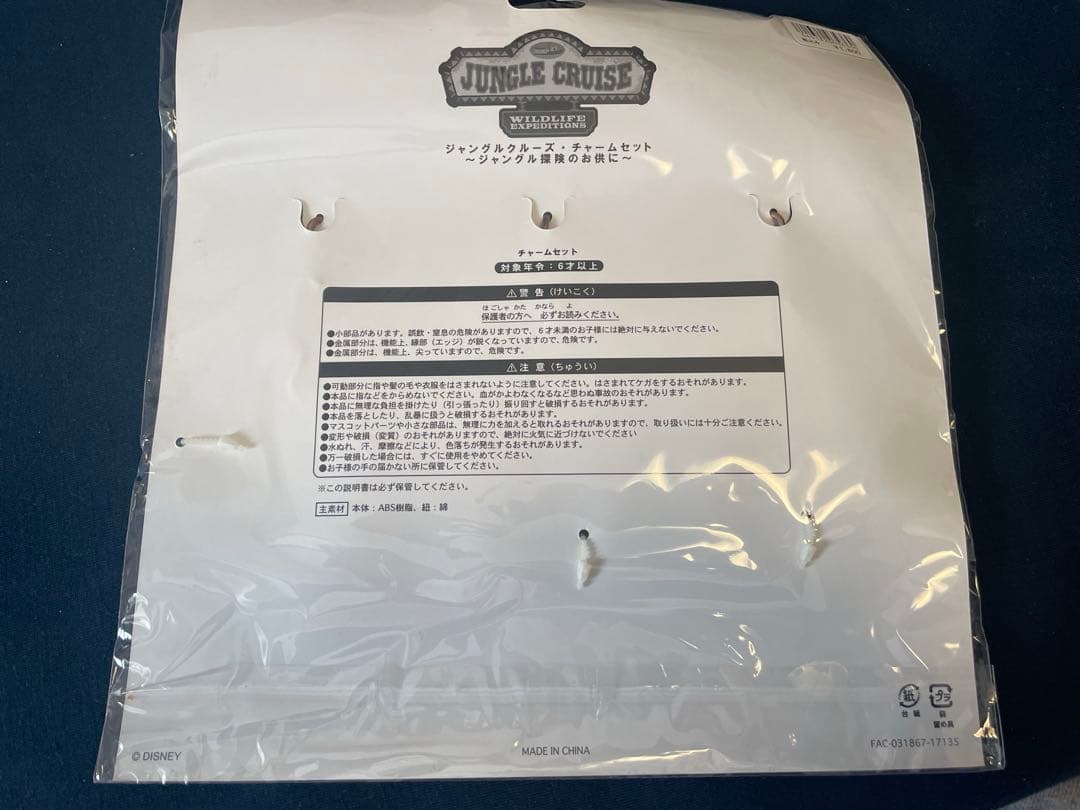 JUNGLE CRUISE
WILDLIFE
EXPEDITIONS
ジャングルクルーズ・チャームセット
～ジャングル探険のお供に～
チャームセット
対象年令：6才以上
⚠警 告（けいこく）
ほごしゃ かた かなら よ
保護者の方へ 必ずお読みください。
●小部品があります。誤飲・窒息の危険がありますので、6才未満のお子様には絶対に与えないでください。
●金属部分は、機能上、縁部（エッジ）が鋭くなっていますので、危険です。
●金属部分は、機能上、尖っていますので、危険です。
⚠注 意（ちゅうい）
●可動部分に指や髪の毛や衣服をはさまれないように注意してください。はさまれてケガをするおそれがあります。
●本品に指などをからめないでください。血がかよわなくなるなど思わぬ事故のおそれがあります。
●本品に無理な負担を掛けたり（引っ張ったり）振り回すと破損するおそれがあります。
●本品を落としたり、乱暴に扱うと破損するおそれがあります。
●マスコットパーツや小さな部品は、無理に力を加えると取れるおそれがありますので、取り扱いには十分ご注意ください。
●変形や破損（変質）のおそれがありますので、絶対に火気に近づけないでください
●水ぬれ、汗、摩擦などにより、色落ちが発生するおそれがあります。
●万一破損した場合には、すぐに使用をやめてください。
●お子様の手の届かない所に保管してください。
※この説明書は必ず保管してください。
主素材 本体：ABS樹脂、紐：綿
紙 プラ
台紙 袋
留め具
© DISNEY
MADE IN CHINA
FAC-031867-17135